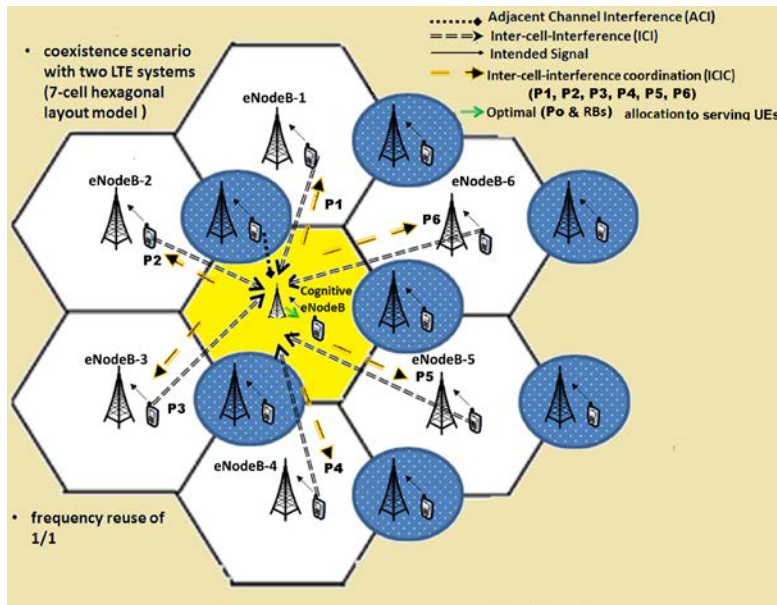 Adjacent Channel Interference (ACI)
Inter-cell-Interference (ICI)
Intended Signal
Inter-cell-interference coordination (ICIC)
(P1, P2, P3, P4, P5, P6)
Optimal (Po & RBs) allocation to serving UEs
• coexistence scenario
with two LTE systems
(7-cell hexagonal
layout model )
eNodeB-1
eNodeB-2
eNodeB-6
P1
P6
P2
Cognitive
eNodeB
eNodeB-3
eNodeB-5
P5
P3
P4
eNodeB-4
• frequency reuse of
1/1